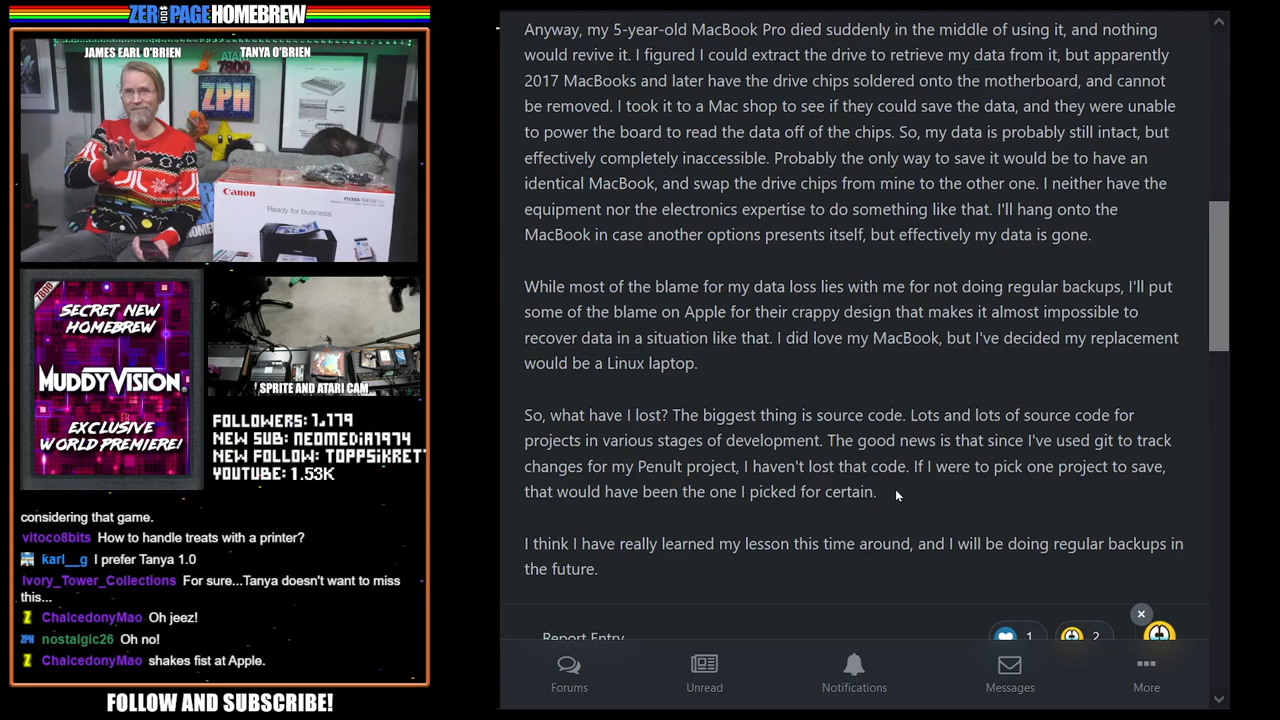 ZEROPAGE HOMEBREW
JAMES EARL O'BRIEN
TANYA O'BRIEN
ATARI
7800
ZPH
Canon
Ready for business
7800
SECRET NEW
HOMEBREW
MUDDYVISION
EXCLUSIVE
WORLD PREMIERE!
SPRITE AND ATARI CAM
FOLLOWERS: 1,179
NEW SUB: NEOMEDIA1974
NEW FOLLOW: TOPPSIKRET
YOUTUBE: 1.53K
considering that game.
vitoco8bits How to handle treats with a printer?
karl__g I prefer Tanya 1.0
Ivory_Tower_Collections For sure...Tanya doesn't want to miss
this...
ChalcedonyMao Oh jeez!
nostalgic26 Oh no!
ChalcedonyMao shakes fist at Apple.
FOLLOW AND SUBSCRIBE!
Anyway, my 5-year-old MacBook Pro died suddenly in the middle of using it, and nothing
would revive it. I figured I could extract the drive to retrieve my data from it, but apparently
2017 MacBooks and later have the drive chips soldered onto the motherboard, and cannot
be removed. I took it to a Mac shop to see if they could save the data, and they were unable
to power the board to read the data off of the chips. So, my data is probably still intact, but
effectively completely inaccessible. Probably the only way to save it would be to have an
identical MacBook, and swap the drive chips from mine to the other one. I neither have the
equipment nor the electronics expertise to do something like that. I'll hang onto the
MacBook in case another options presents itself, but effectively my data is gone.
While most of the blame for my data loss lies with me for not doing regular backups, I'll put
some of the blame on Apple for their crappy design that makes it almost impossible to
recover data in a situation like that. I did love my MacBook, but I've decided my replacement
would be a Linux laptop.
So, what have I lost? The biggest thing is source code. Lots and lots of source code for
projects in various stages of development. The good news is that since I've used git to track
changes for my Penult project, I haven't lost that code. If I were to pick one project to save,
that would have been the one I picked for certain.
I think I have really learned my lesson this time around, and I will be doing regular backups in
the future.
Report Entry
1
2
Forums
Unread
Notifications
Messages
More